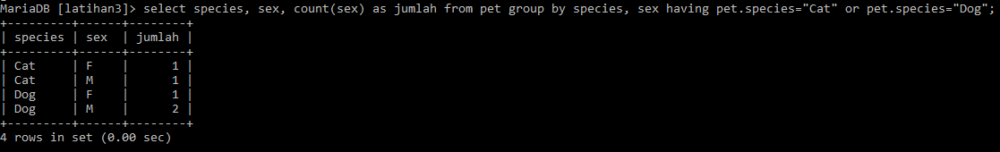 MariaDB [latihan3]> select species, sex, count(sex) as jumlah from pet group by species, sex having pet.species="Cat" or pet.species="Dog";
+---------+------+--------+
| species | sex  | jumlah |
+---------+------+--------+
| Cat     | F    |      1 |
| Cat     | M    |      1 |
| Dog     | F    |      1 |
| Dog     | M    |      2 |
+---------+------+--------+
4 rows in set (0.00 sec)